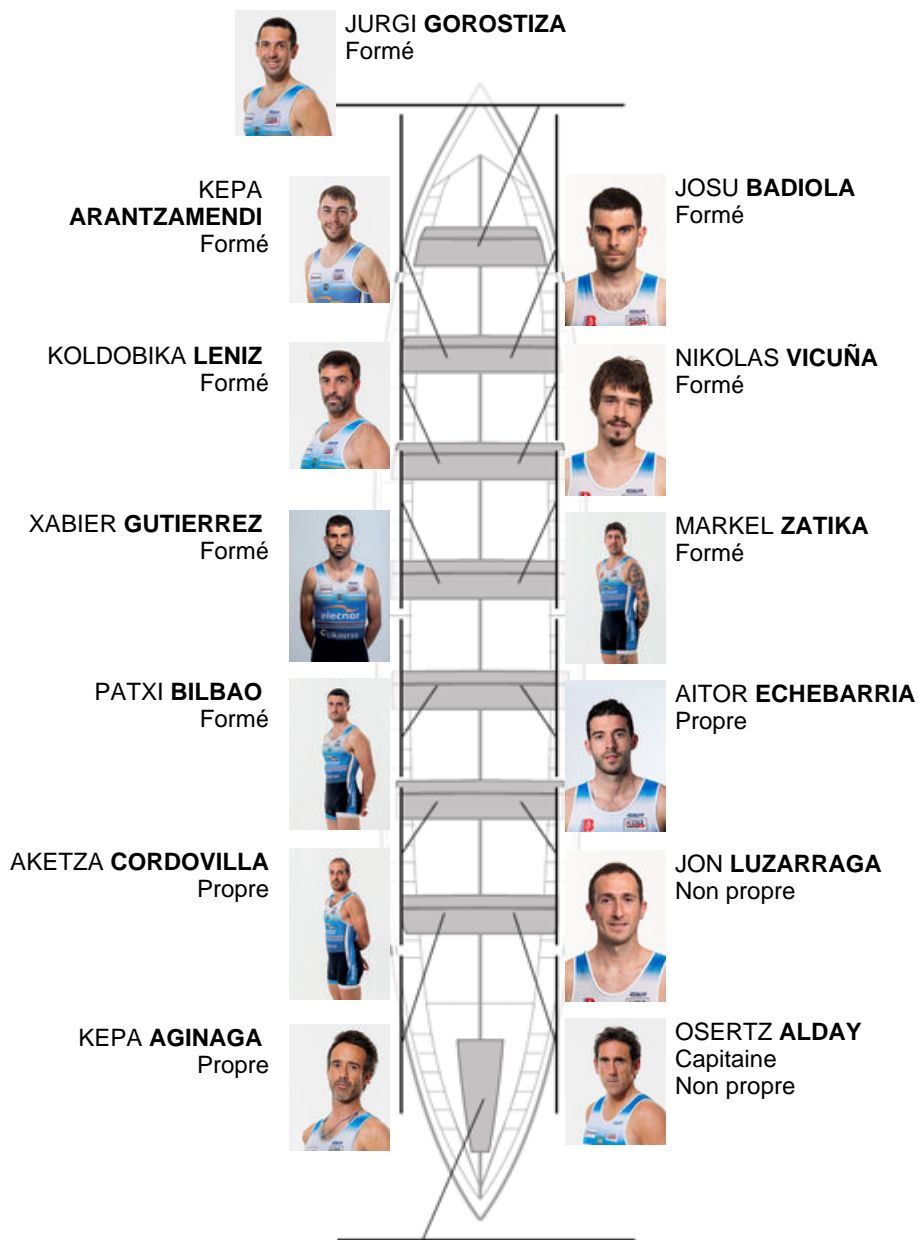 JURGI GOROSTIZA
Formé
KEPA
ARANTZAMENDI
Formé
JOSU BADIOLA
Formé
KOLDOBIKA LENIZ
Formé
NIKOLAS VICUÑA
Formé
XABIER GUTIERREZ
Formé
elecnor
cikautxo
MARKEL ZATIKA
Formé
PATXI BILBAO
Formé
AITOR ECHEBARRIA
Propre
AKETZA CORDOVILLA
Propre
JON LUZARRAGA
Non propre
KEPA AGINAGA
Propre
OSERTZ ALDAY
Capitaine
Non propre